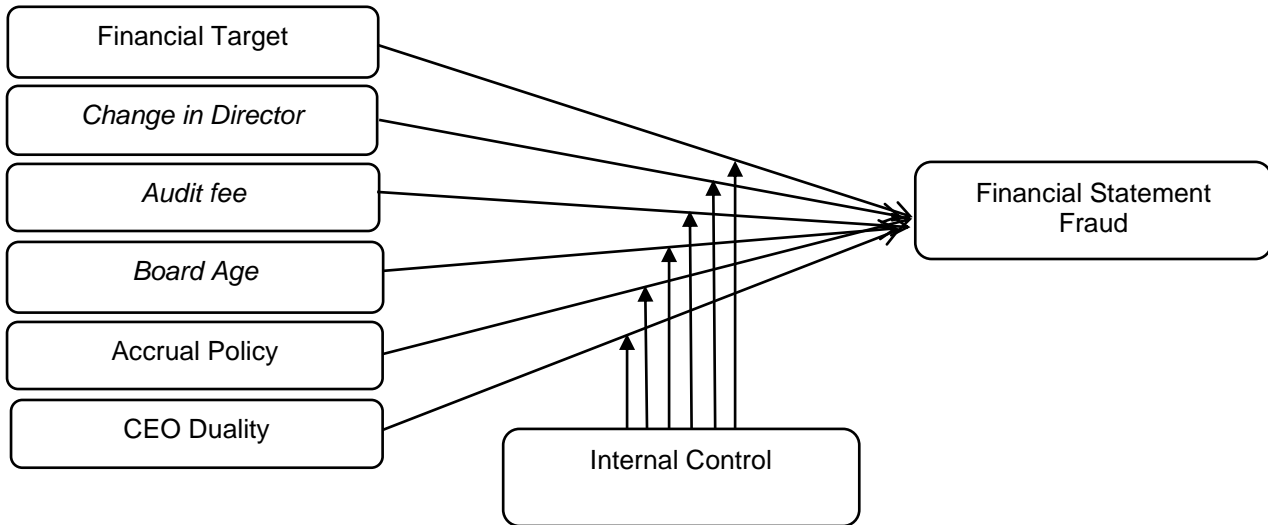 Financial Target
Change in Director
Audit fee
Board Age
Accrual Policy
CEO Duality
Financial Statement
Fraud
Internal Control